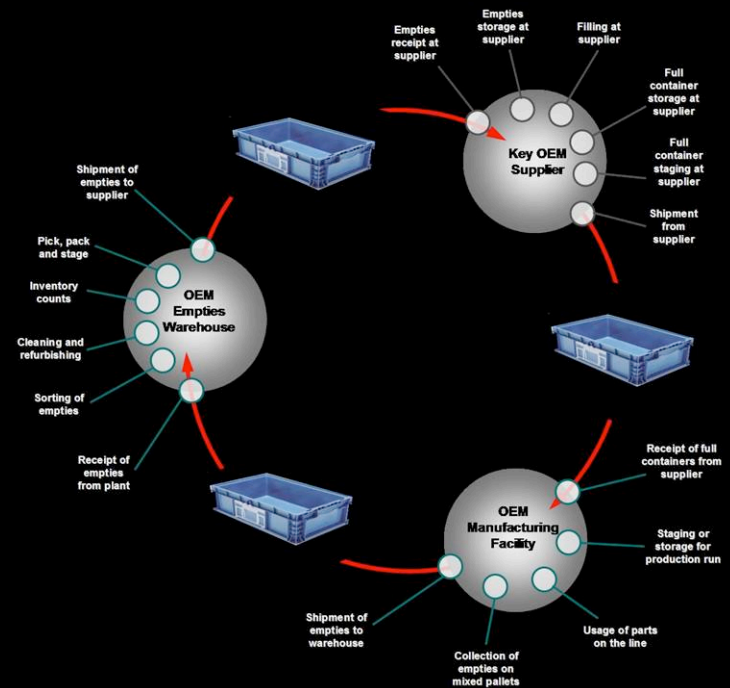 Empties
receipt at
supplier
Empties
storage at
supplier
Filling at
supplier
Full
container
storage at
supplier
Full
container
staging at
supplier
Shipment
from
supplier
Key OEM
Supplier
Shipment of
empties to
supplier
Pick, pack
and stage
Inventory
counts
Cleaning and
refurbishing
Sorting of
empties
Receipt of
empties
from plant
OEM
Empties
Warehouse
Receipt of full
containers from
supplier
Staging or
storage for
production run
Usage of parts
on the line
Collection of
empties on
mixed pallets
Shipment of
empties to
warehouse
OEM
Manufacturing
Facility